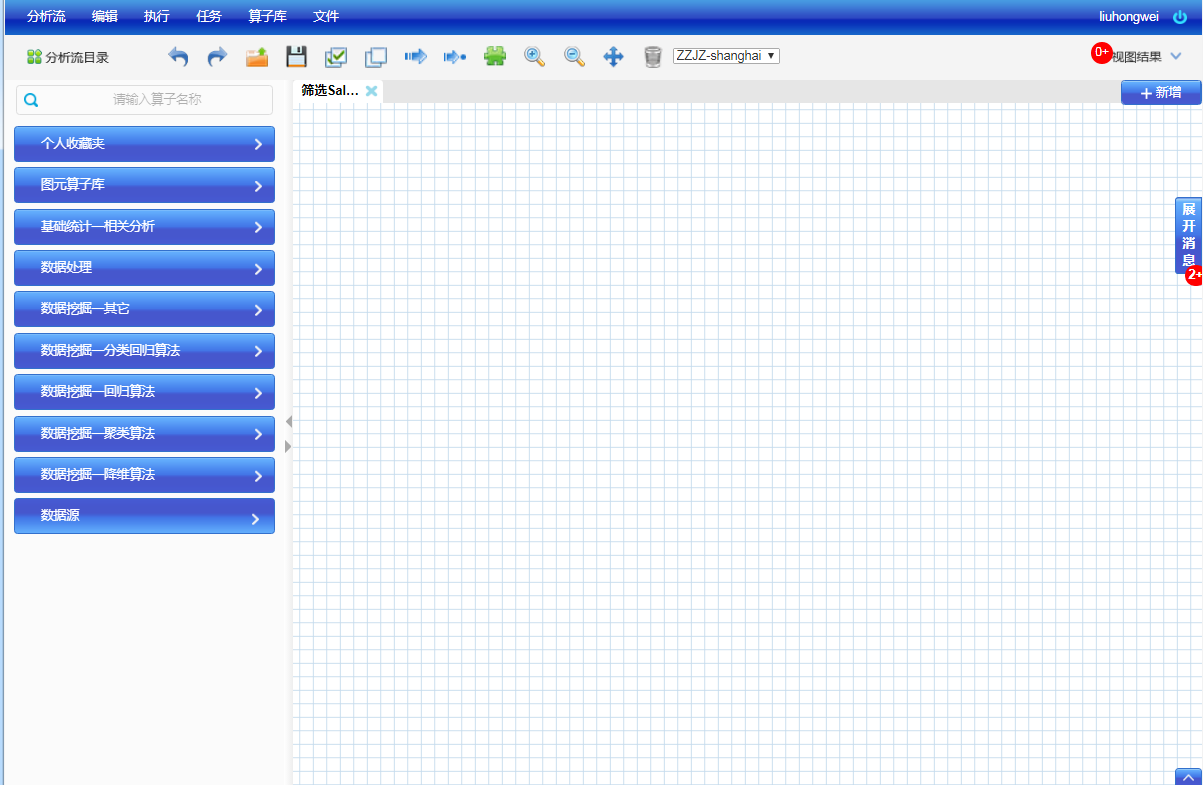 分析流 编辑 执行 任务 算子库 文件 liuhongwei
分析流目录 ZZJZ-shanghai 0+ 视图结果
请输入算子名称 筛选Sal... 新增
个人收藏夹
图元算子库
基础统计—相关分析
数据处理
数据挖掘—其它
数据挖掘—分类回归算法
数据挖掘—回归算法
数据挖掘—聚类算法
数据挖掘—降维算法
数据源
展开消息
2+